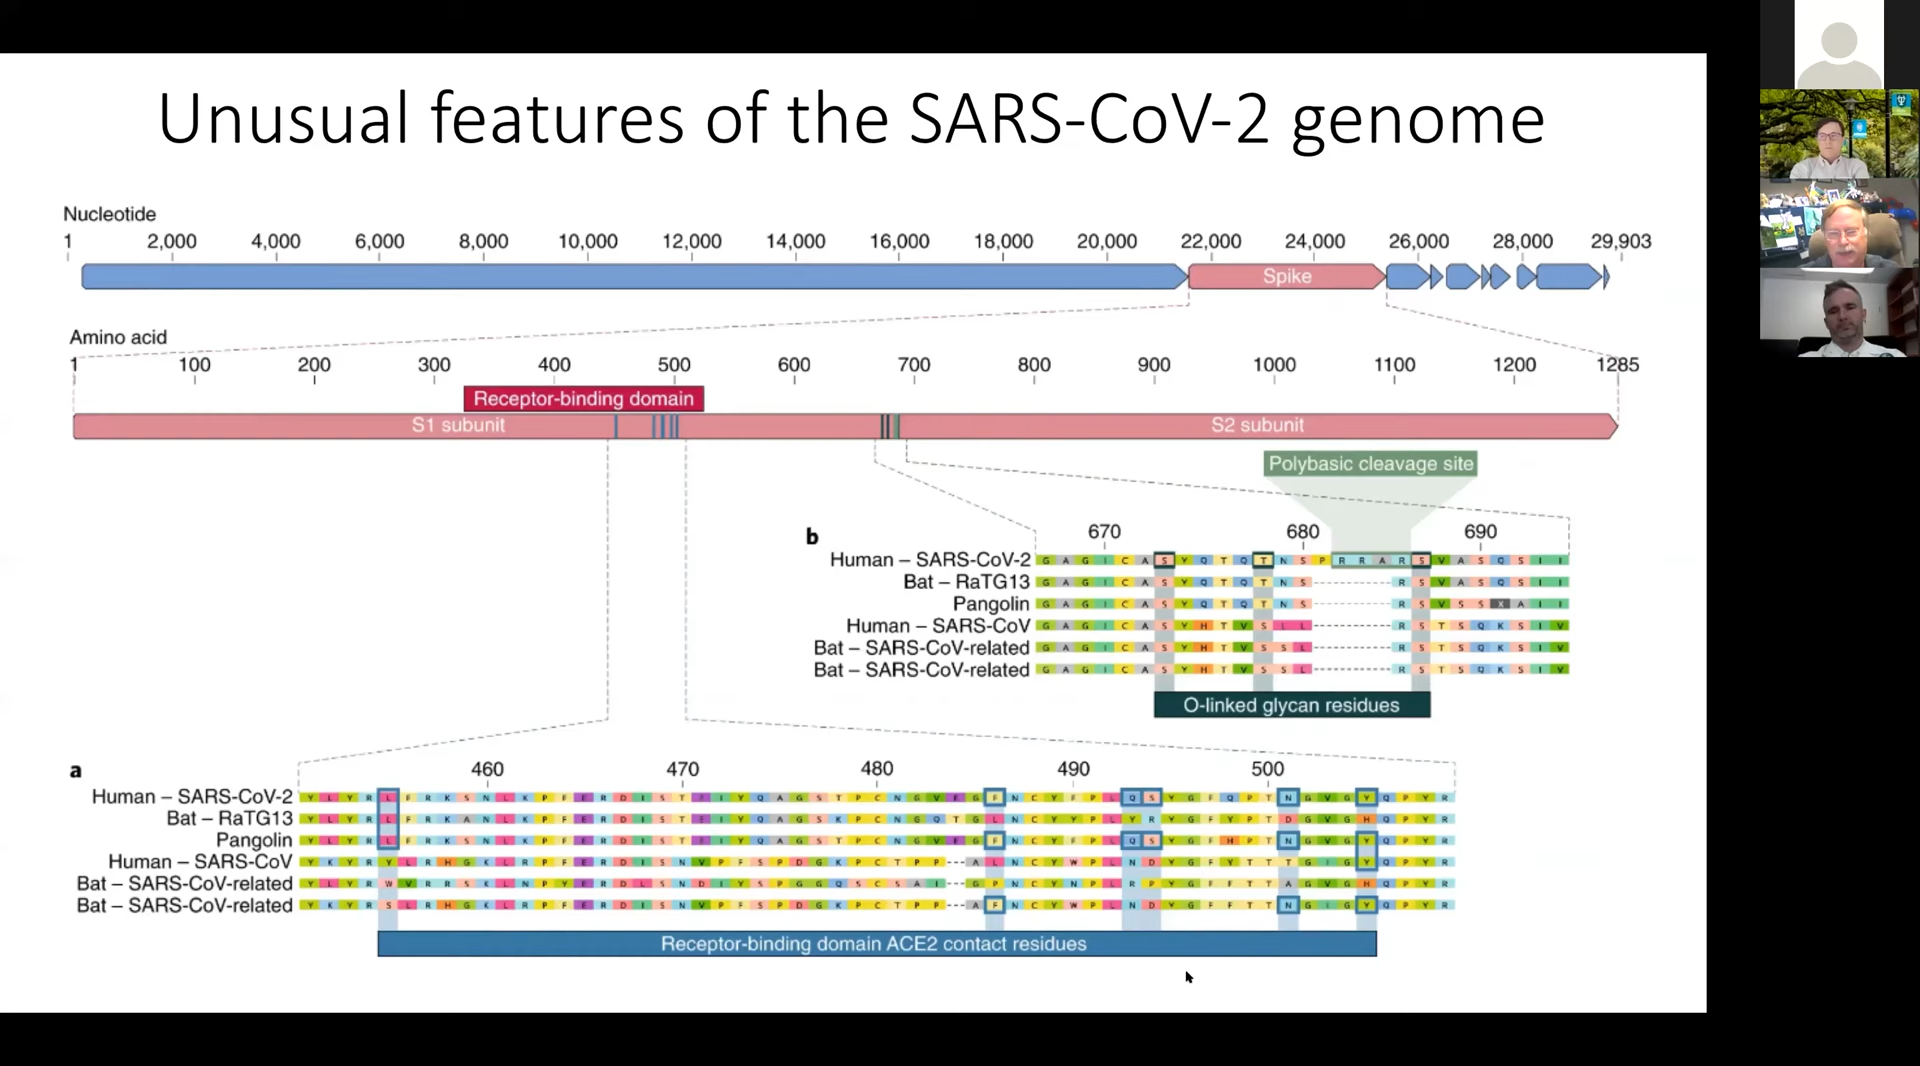 Unusual features of the SARS-CoV-2 genome
Nucleotide
1 2,000 4,000 6,000 8,000 10,000 12,000 14,000 16,000 18,000 20,000 22,000 24,000 26,000 28,000 29,903
Spike
Amino acid
1 100 200 300 400 500 600 700 800 900 1000 1100 1200 1285
Receptor-binding domain
S1 subunit S2 subunit
Polybasic cleavage site
b 670 680 690
Human – SARS-CoV-2 G A G I C A S Y Q T Q T N S P R R A R S V A S Q S I I
Bat – RaTG13 G A G I C A S Y Q T Q T N S ---------- R S V A S Q S I I
Pangolin G A G I C A S Y Q T Q T N S ---------- R S V S S X A I I
Human – SARS-CoV G A G I C A S Y H T V S L L ---------- R S T S Q K S I V
Bat – SARS-CoV-related G A G I C A S Y H T V S S L ---------- R S T S Q K S I V
Bat – SARS-CoV-related G A G I C A S Y H T V S S L ---------- R S T S Q K S I V
O-linked glycan residues
a 460 470 480 490 500
Human – SARS-CoV-2 Y L Y R L F R K S N L K P F E R D I S T E I Y Q A G S T P C N G V E G F N C Y F P L Q S Y G F Q P T N G V G Y Q P Y R
Bat – RaTG13 Y L Y R L F R K A N L K P F E R D I S T E I Y Q A G S K P C N G Q T G L N C Y Y P L Y R Y G F Y P T D G V G H Q P Y R
Pangolin Y L Y R L F R K S N L K P F E R D I S T E I Y Q A G S T P C N G V E G F N C Y F P L Q S Y G F H P T N G V G Y Q P Y R
Human – SARS-CoV Y K Y R Y L R H G K L R P F E R D I S N V P F S P D G K P C T P P --- A L N C Y W P L N D Y G F Y T T T G I G Y Q P Y R
Bat – SARS-CoV-related Y L Y R W V R R S K L N P Y E R D L S N D I Y S P G G Q S C S A I --- G P N C Y N P L R P Y G F F T T A G V G H Q P Y R
Bat – SARS-CoV-related Y K Y R S L R H G K L R P F E R D I S N V P F S P D G K P C T P P --- A F N C Y W P L N D Y G F F T T N G I G Y Q P Y R
Receptor-binding domain ACE2 contact residues